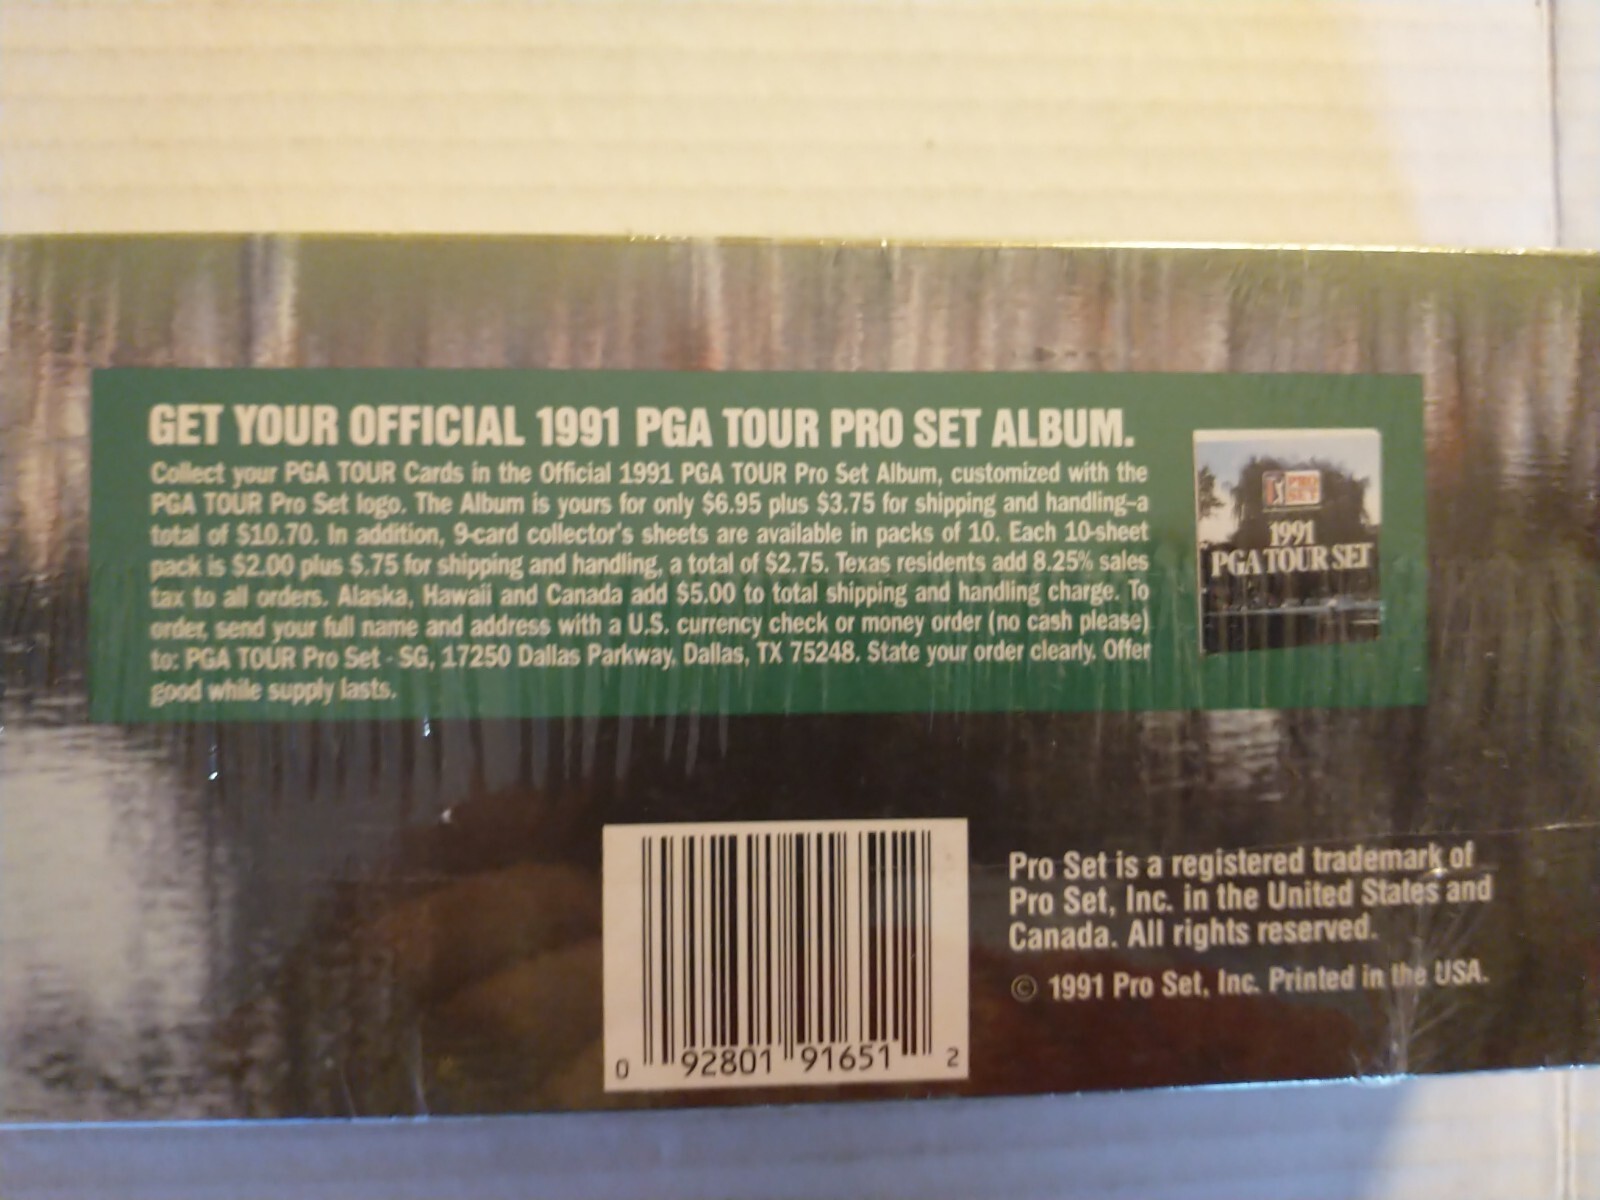 GET YOUR OFFICIAL 1991 PGA TOUR PRO SET ALBUM.
Collect your PGA TOUR Cards in the Official 1991 PGA TOUR Pro Set Album, customized with the
PGA TOUR Pro Set logo. The Album is yours for only $6.95 plus $3.75 for shipping and handling–a
total of $10.70. In addition, 9-card collector's sheets are available in packs of 10. Each 10-sheet
pack is $2.00 plus $.75 for shipping and handling, a total of $2.75. Texas residents add 8.25% sales
tax to all orders. Alaska, Hawaii and Canada add $5.00 to total shipping and handling charge. To
order, send your full name and address with a U.S. currency check or money order (no cash please)
to: PGA TOUR Pro Set - SG, 17250 Dallas Parkway, Dallas, TX 75248. State your order clearly. Offer
good while supply lasts.
PRO
SET
1991
PGA TOUR SET
0 92801 91651 2
Pro Set is a registered trademark of
Pro Set, Inc. in the United States and
Canada. All rights reserved.
© 1991 Pro Set, Inc. Printed in the USA.